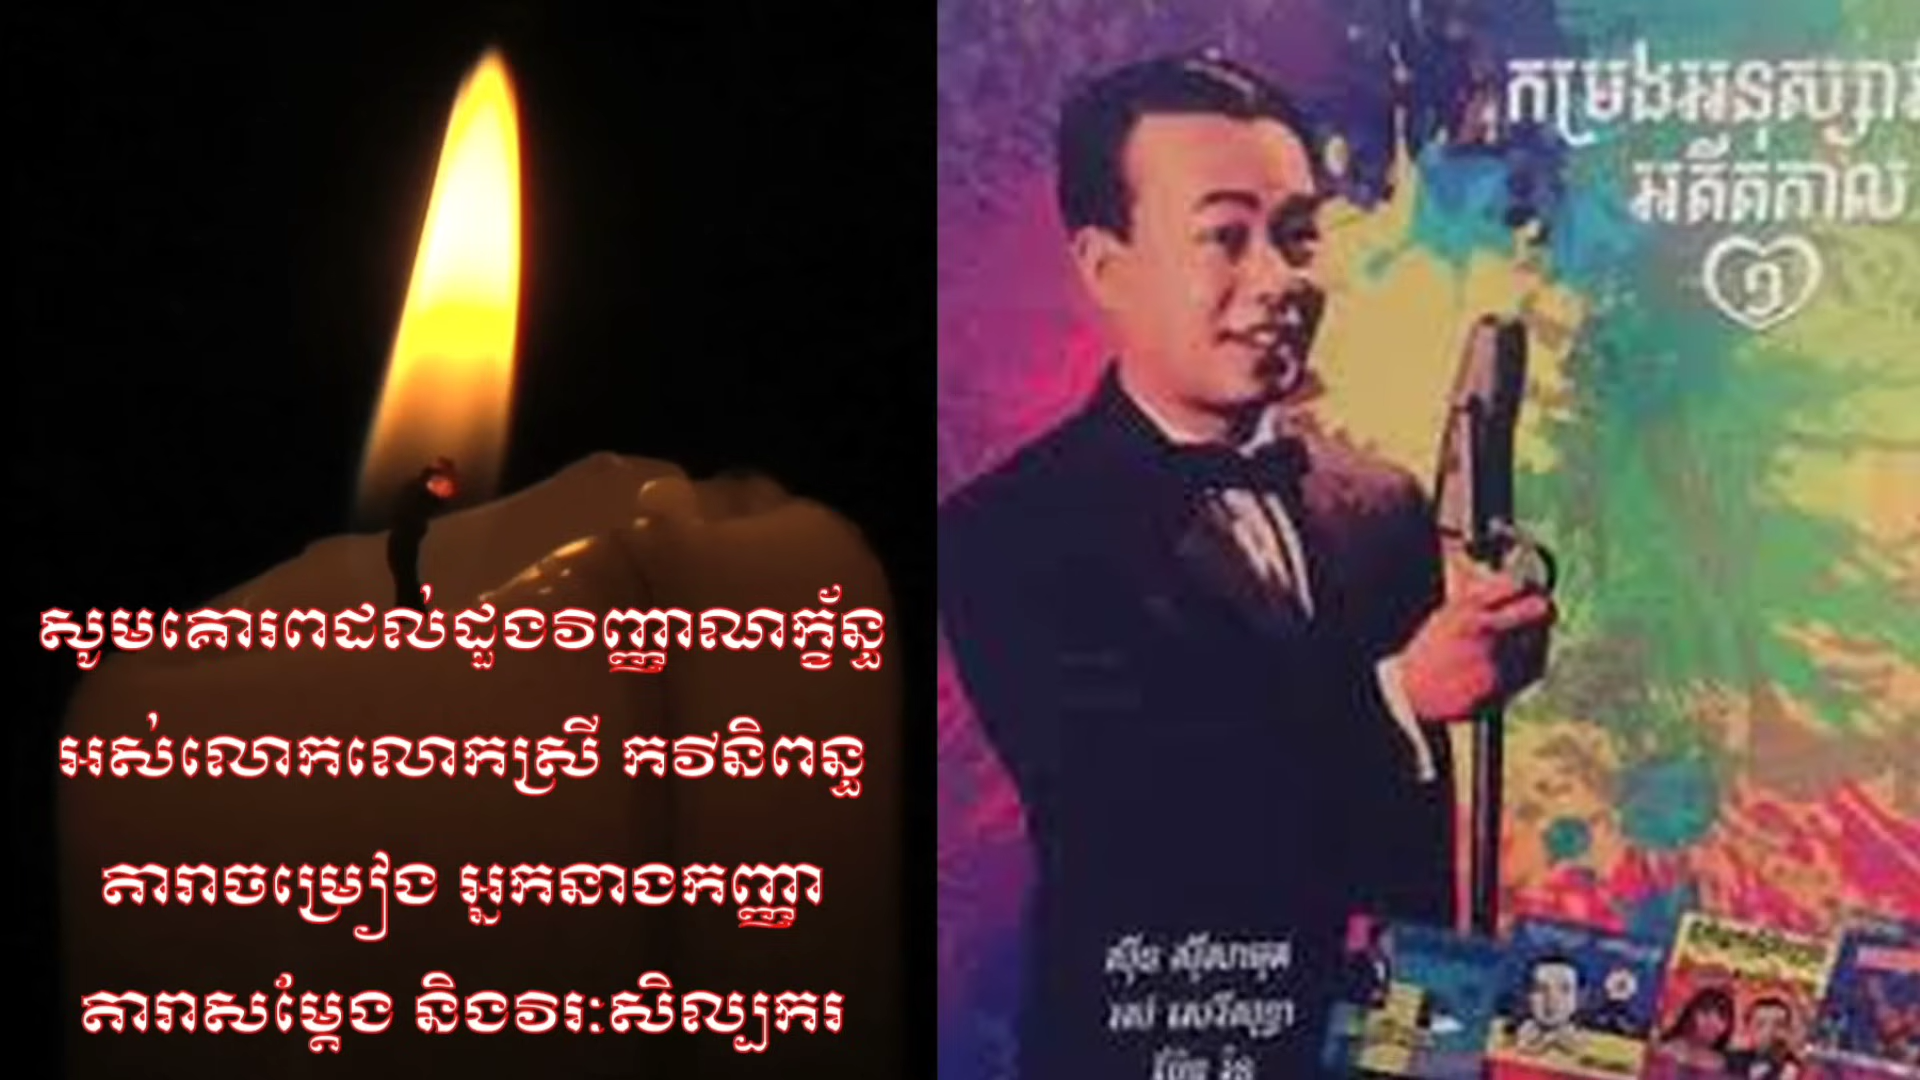 សូមគោរពដល់ដួងវិញ្ញាណក្ខ័ន្ធ
អស់លោកលោកស្រី កវីនិពន្ធ
តារាចម្រៀង អ្នកនាងកញ្ញា
តារាសម្ដែង និងវិរៈសិល្បករ
កម្រងអនុស្សា
អតីតកាល
១
ស៊ីន ស៊ីសាមុត
រស់ សេរីសុទ្ធា
ប៉ែន រ៉ន